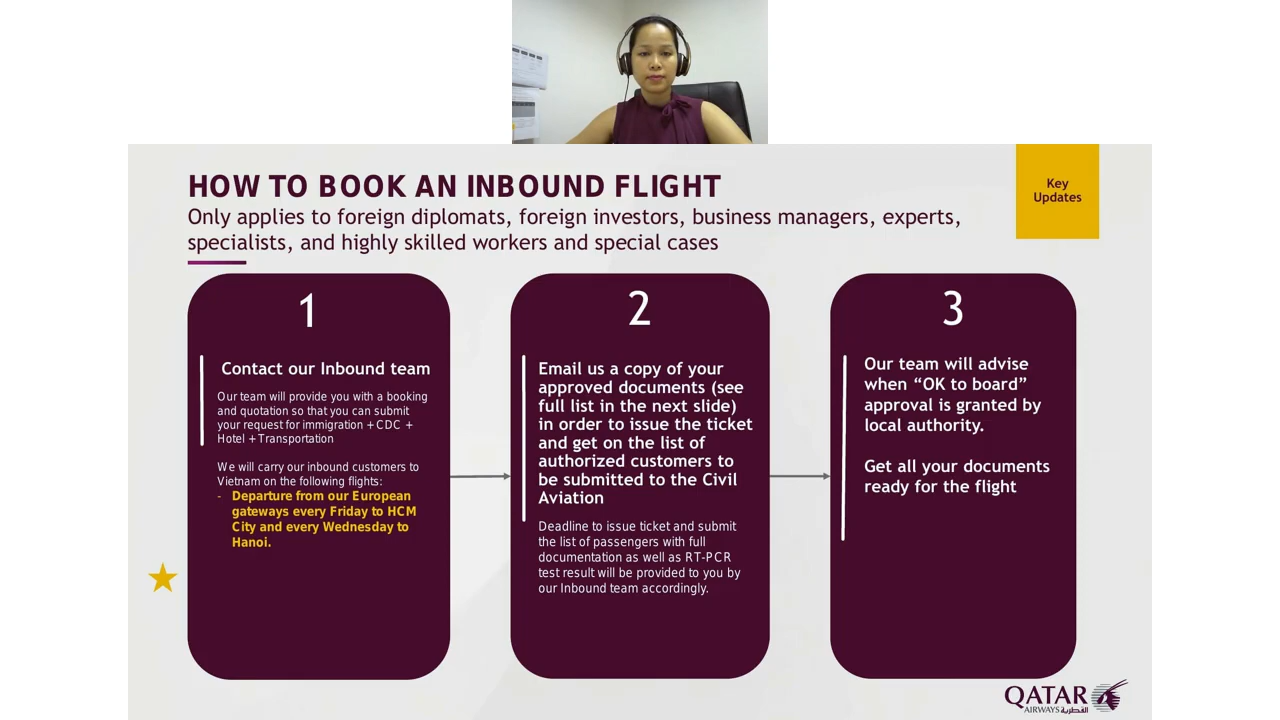 HOW TO BOOK AN INBOUND FLIGHT
Only applies to foreign diplomats, foreign investors, business managers, experts,
specialists, and highly skilled workers and special cases
Key
Updates
1
Contact our Inbound team
Our team will provide you with a booking
and quotation so that you can submit
your request for immigration + CDC +
Hotel + Transportation
We will carry our inbound customers to
Vietnam on the following flights:
- Departure from our European
gateways every Friday to HCM
City and every Wednesday to
Hanoi.
2
Email us a copy of your
approved documents (see
full list in the next slide)
in order to issue the ticket
and get on the list of
authorized customers to
be submitted to the Civil
Aviation
Deadline to issue ticket and submit
the list of passengers with full
documentation as well as RT-PCR
test result will be provided to you by
our Inbound team accordingly.
3
Our team will advise
when “OK to board”
approval is granted by
local authority.
Get all your documents
ready for the flight
QATAR
AIRWAYS القطرية